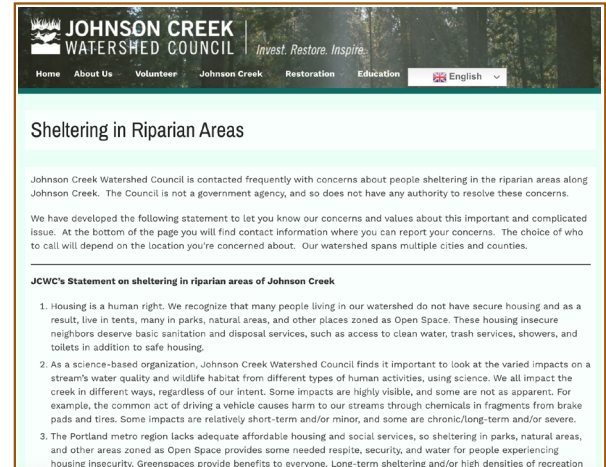 JOHNSON CREEK
WATERSHED COUNCIL
Invest. Restore. Inspire.
Home About Us Volunteer Johnson Creek Restoration Education English
Sheltering in Riparian Areas
Johnson Creek Watershed Council is contacted frequently with concerns about people sheltering in the riparian areas along
Johnson Creek. The Council is not a government agency, and so does not have any authority to resolve these concerns.
We have developed the following statement to let you know our concerns and values about this important and complicated
issue. At the bottom of the page you will find contact information where you can report your concerns. The choice of who
to call will depend on the location you're concerned about. Our watershed spans multiple cities and counties.
JCWC's Statement on sheltering in riparian areas of Johnson Creek
1. Housing is a human right. We recognize that many people living in our watershed do not have secure housing and as a
result, live in tents, many in parks, natural areas, and other places zoned as Open Space. These housing insecure
neighbors deserve basic sanitation and disposal services, such as access to clean water, trash services, showers, and
toilets in addition to safe housing.
2. As a science-based organization, Johnson Creek Watershed Council finds it important to look at the varied impacts on a
stream's water quality and wildlife habitat from different types of human activities, using science. We all impact the
creek in different ways, regardless of our intent. Some impacts are highly visible, and some are not as apparent. For
example, the common act of driving a vehicle causes harm to our streams through chemicals in fragments from brake
pads and tires. Some impacts are relatively short-term and/or minor, and some are chronic/long-term and/or severe.
3. The Portland metro region lacks adequate affordable housing and social services, so sheltering in parks, natural areas,
and other areas zoned as Open Space provides some needed respite, security, and water for people experiencing
housing insecurity. Greenspaces provide benefits to everyone. Long-term sheltering and/or high densities of recreation